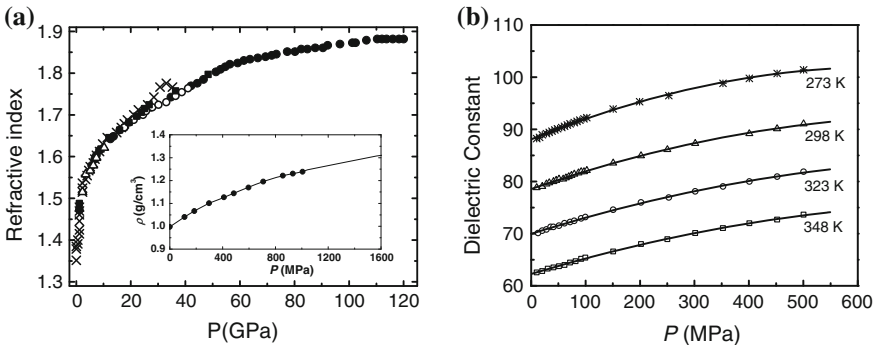 (a)
1.9
1.8
1.7
1.6
1.5
1.4
1.3
Refractive index
0 20 40 60 80 100 120
P(GPa)
1.4
1.3
1.2
1.1
1.0
0.9
ρ (g/cm³)
0 400 800 1200 1600
P (MPa)
(b)
110
100
90
80
70
60
Dielectric Constant
273 K
298 K
323 K
348 K
0 100 200 300 400 500 600
P (MPa)